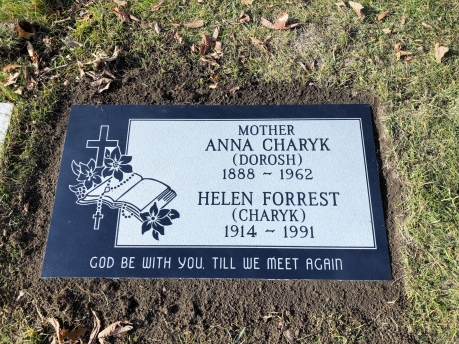 MOTHER
ANNA CHARYK
(DOROSH)
1888 ~ 1962
HELEN FORREST
(CHARYK)
1914 ~ 1991
GOD BE WITH YOU, TILL WE MEET AGAIN